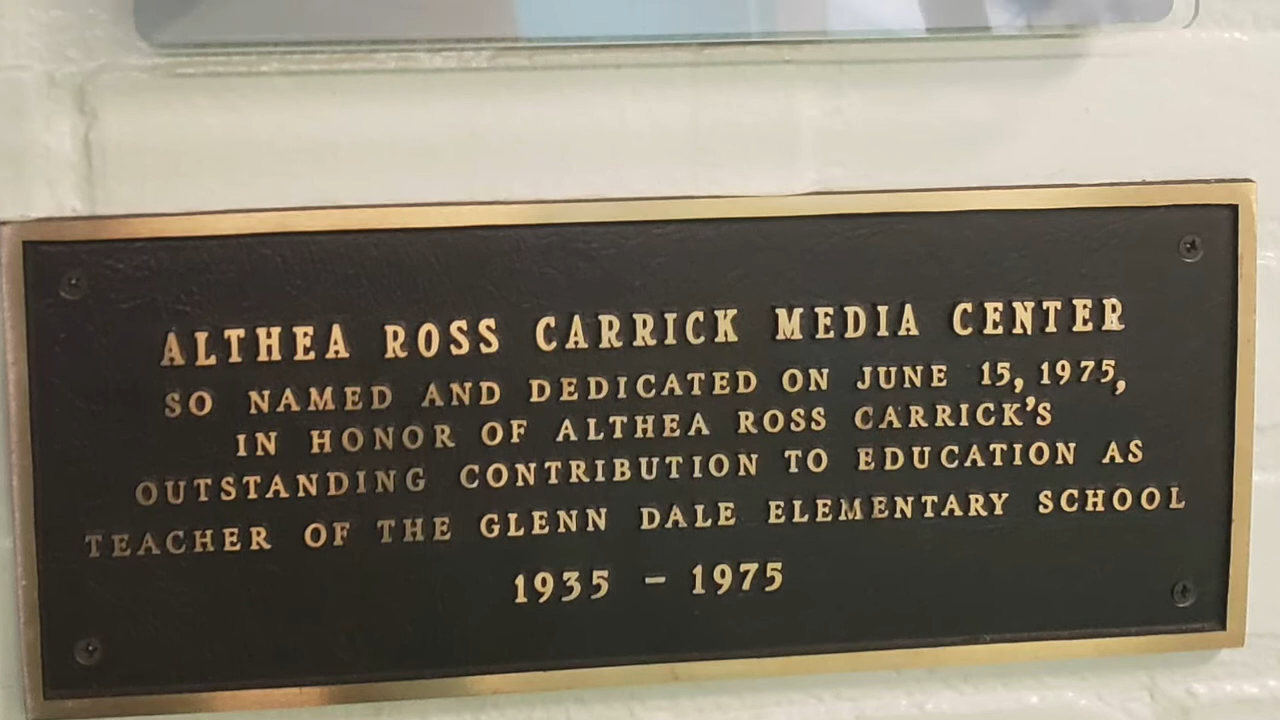 ALTHEA ROSS CARRICK MEDIA CENTER
SO NAMED AND DEDICATED ON JUNE 15, 1975,
IN HONOR OF ALTHEA ROSS CARRICK'S
OUTSTANDING CONTRIBUTION TO EDUCATION AS
TEACHER OF THE GLENN DALE ELEMENTARY SCHOOL
1935 - 1975